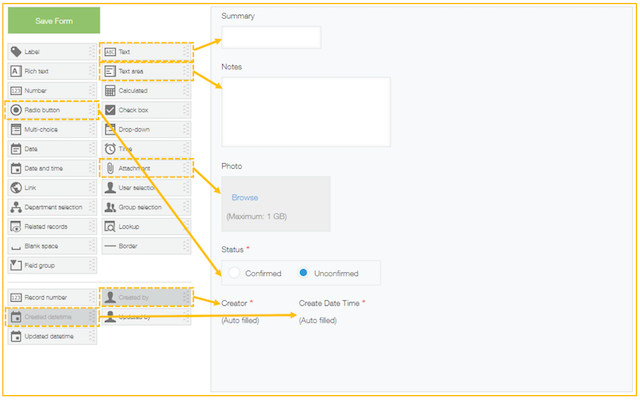 Save Form
Label
Text
Rich text
Text area
Number
Calculated
Radio button
Check box
Multi-choice
Drop-down
Date
Time
Date and time
Attachment
Link
User selection
Department selection
Group selection
Related records
Lookup
Blank space
Border
Field group
Record number
Created by
Created datetime
Updated by
Updated datetime
Summary
Notes
Photo
Browse
(Maximum: 1 GB)
Status *
Confirmed Unconfirmed
Creator * Create Date Time *
(Auto filled) (Auto filled)